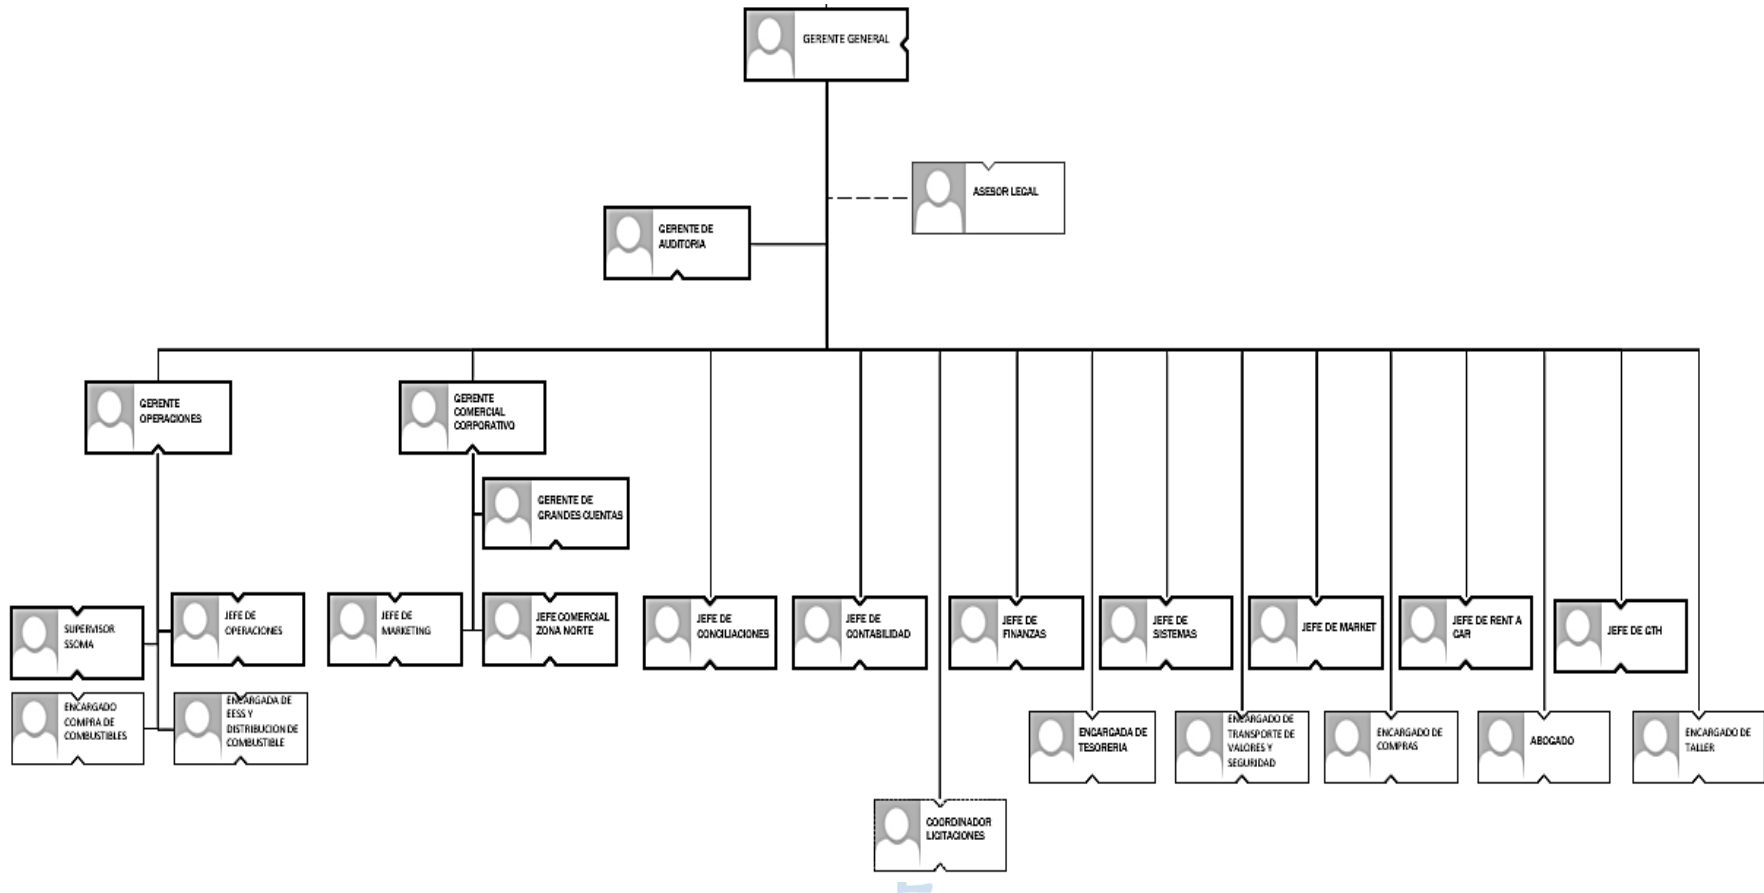 GERENTE GENERAL
ASESOR LEGAL
GERENTE DE
AUDITORIA
GERENTE
OPERACIONES
GERENTE
COMERCIAL
CORPORATIVO
GERENTE DE
GRANDES CUENTAS
SUPERVISOR
SSOMA
JEFE DE
OPERACIONES
JEFE DE
MARKETING
JEFE COMERCIAL
ZONA NORTE
JEFE DE
CONCILIACIONES
JEFE DE
CONTABILIDAD
JEFE DE
FINANZAS
JEFE DE
SISTEMAS
JEFE DE MARKET
JEFE DE RENT A
CAR
JEFE DE GTH
ENCARGADO
COMPRA DE
COMBUSTIBLES
ENCARGADA DE
EESS Y
DISTRIBUCION DE
COMBUSTIBLE
ENCARGADA DE
TESORERIA
ENCARGADO DE
TRANSPORTE DE
VALORES Y
SEGURIDAD
ENCARGADO DE
COMPRAS
ABOGADO
ENCARGADO DE
TALLER
COORDINADOR
LICITACIONES